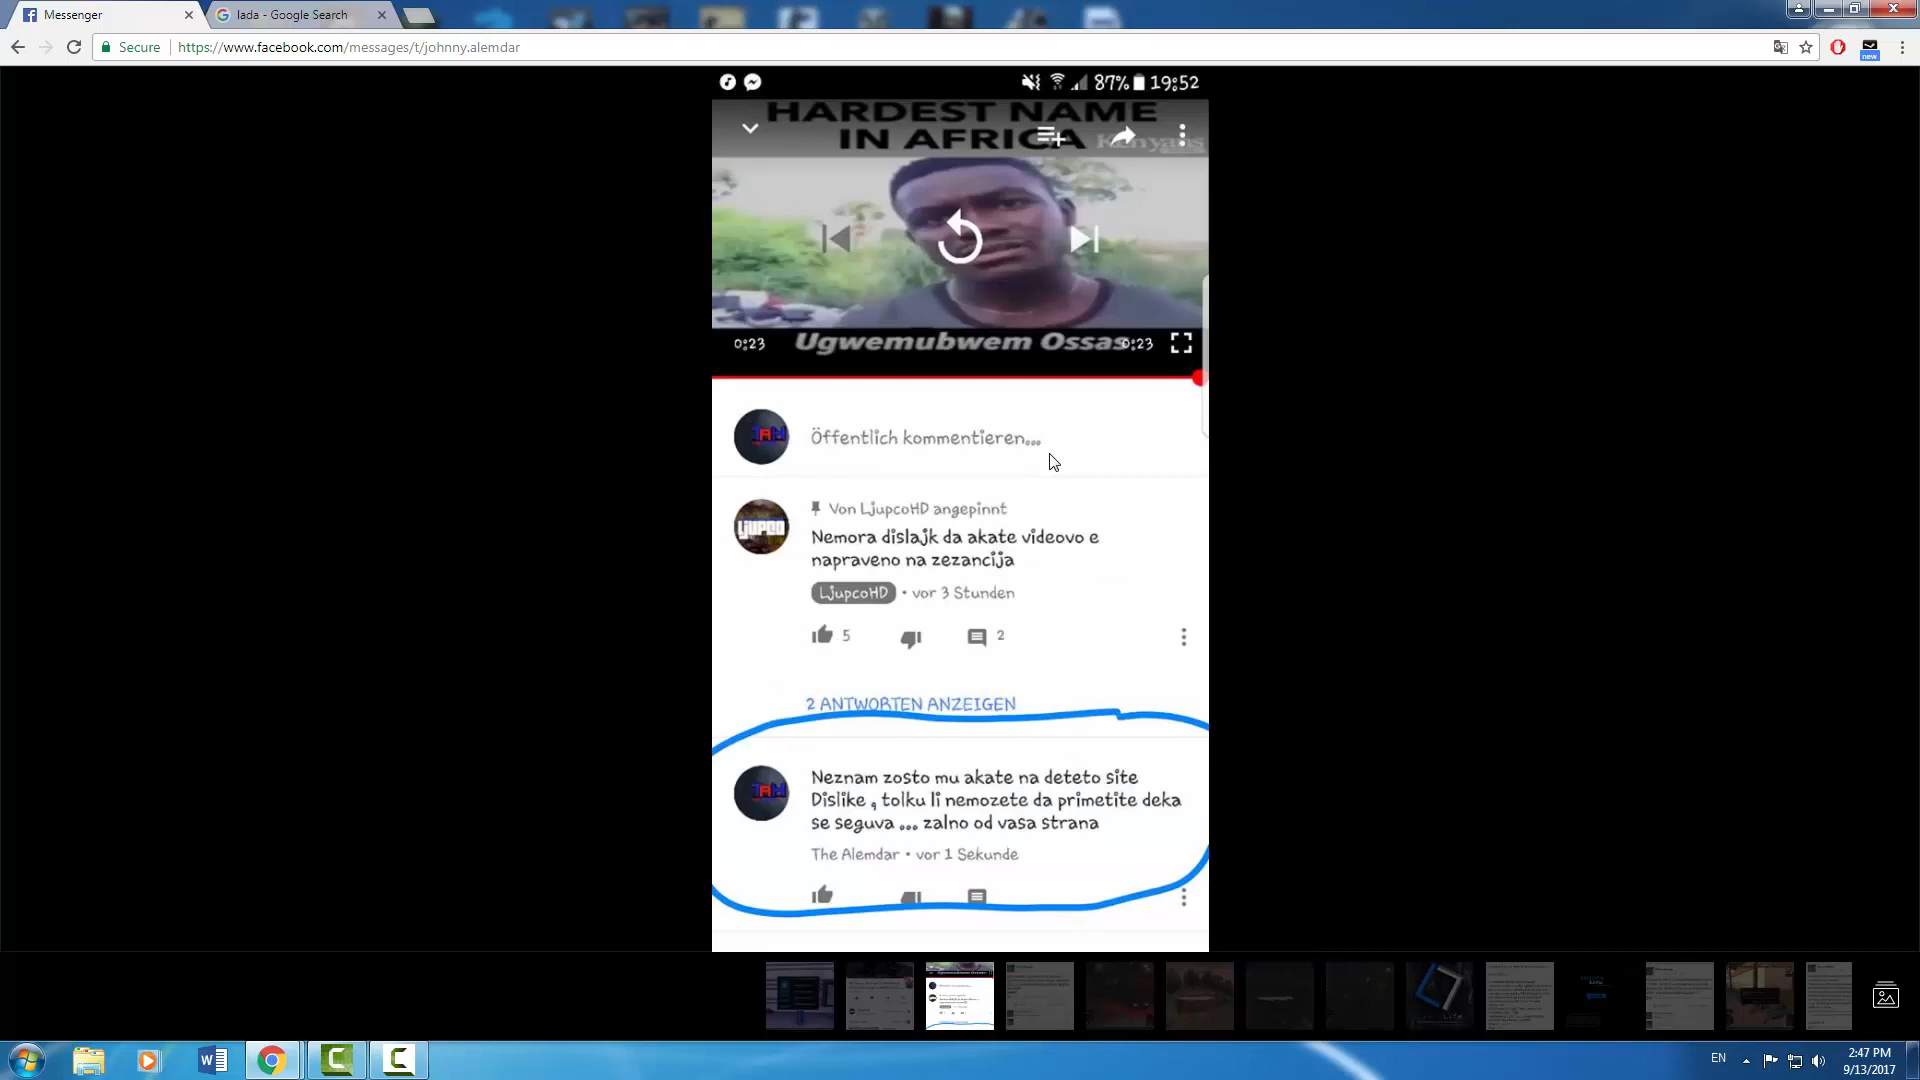 Messenger
lada - Google Search
Secure
https://www.facebook.com/messages/t/johnny.alemdar
new
87% 19:52
HARDEST NAME
IN AFRICA
Kenyans
0:23
Ugwemubwem Ossas
0:23
Öffentlich kommentieren...
Von LjupcoHD angepinnt
Nemora dislajk da akate videovo e
napraveno na zezancija
LjupcoHD • vor 3 Stunden
5
2
2 ANTWORTEN ANZEIGEN
Neznam zosto mu akate na deteto site
Dislike , tolku li nemozete da primetite deka
se seguva ... zalno od vasa strana
The Alemdar • vor 1 Sekunde
EN
2:47 PM
9/13/2017